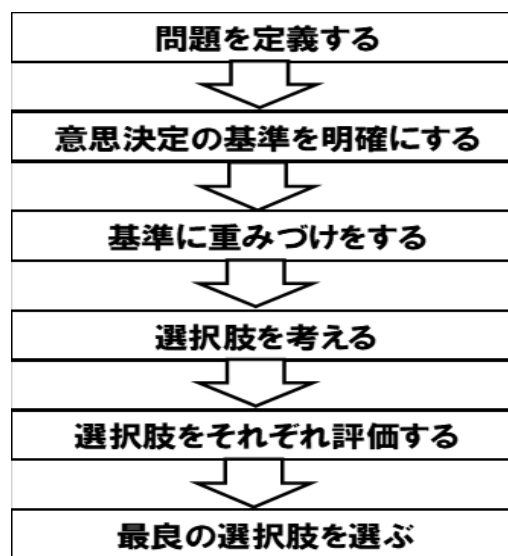 問題を定義する
意思決定の基準を明確にする
基準に重みづけをする
選択肢を考える
選択肢をそれぞれ評価する
最良の選択肢を選ぶ